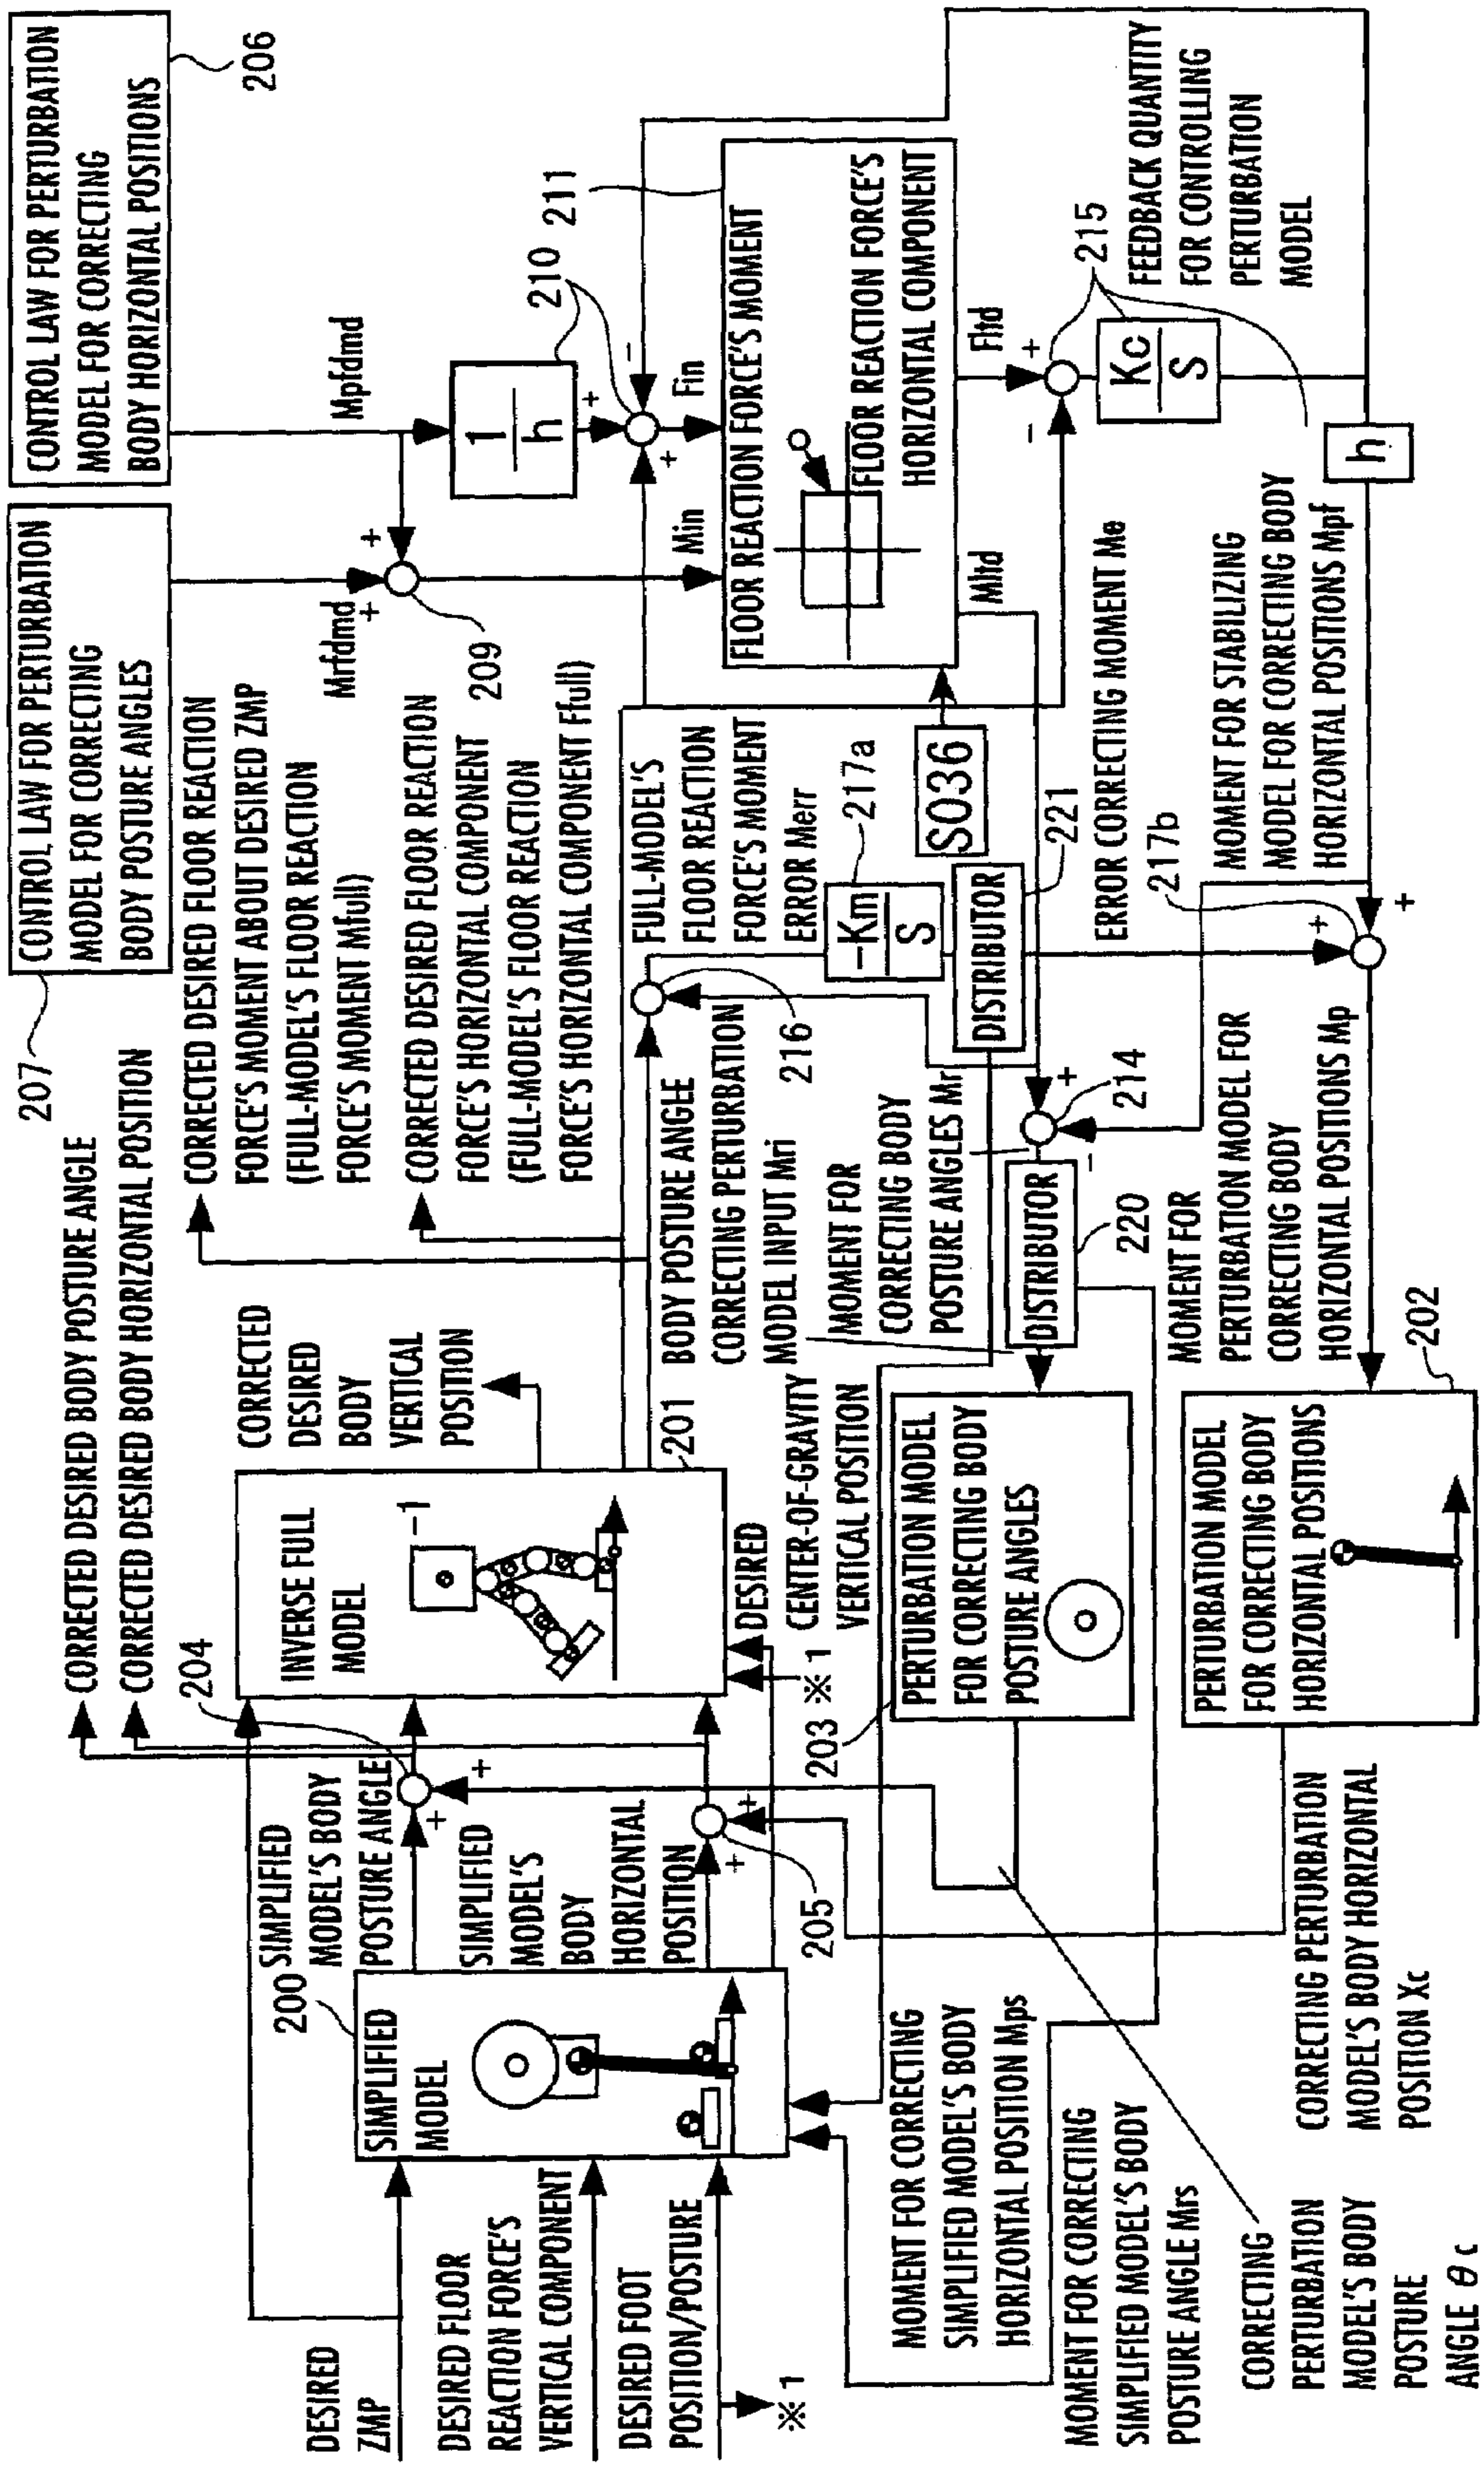 CONTROL LAW FOR PERTURBATION
MODEL FOR CORRECTING
BODY HORIZONTAL POSITIONS
206
207
CONTROL LAW FOR PERTURBATION
MODEL FOR CORRECTING
BODY POSTURE ANGLES
CORRECTED DESIRED BODY POSTURE ANGLE
CORRECTED DESIRED BODY HORIZONTAL POSITION
CORRECTED DESIRED FLOOR REACTION
FORCE'S MOMENT ABOUT DESIRED ZMP
(FULL-MODEL'S FLOOR REACTION
FORCE'S MOMENT Mfull)
CORRECTED DESIRED FLOOR REACTION
FORCE'S HORIZONTAL COMPONENT
(FULL-MODEL'S FLOOR REACTION
FORCE'S HORIZONTAL COMPONENT Ffull)
CORRECTED
DESIRED
BODY
VERTICAL
POSITION
Mrfdmd
+
+
209
Mpfdmd
1
h
+
-
+
210
211
Min
Fin
FLOOR REACTION FORCE'S MOMENT
FLOOR REACTION FORCE'S
HORIZONTAL COMPONENT
Mltd
Fltd
+
-
215
Kc
S
FEEDBACK QUANTITY
FOR CONTROLLING
PERTURBATION
MODEL
h
SO36
FULL-MODEL'S
FLOOR REACTION
FORCE'S MOMENT
ERROR Merr
-Km
S
217a
216
DISTRIBUTOR
221
ERROR CORRECTING MOMENT Me
217b
+
+
MOMENT FOR STABILIZING
MODEL FOR CORRECTING BODY
HORIZONTAL POSITIONS Mpf
+
-
214
DISTRIBUTOR
220
BODY POSTURE ANGLE
CORRECTING PERTURBATION
MODEL INPUT Mri
MOMENT FOR
CORRECTING BODY
POSTURE ANGLES Mr
MOMENT FOR
PERTURBATION MODEL FOR
CORRECTING BODY
HORIZONTAL POSITIONS Mp
202
PERTURBATION MODEL
FOR CORRECTING BODY
HORIZONTAL POSITIONS
203
PERTURBATION MODEL
FOR CORRECTING BODY
POSTURE ANGLES
201
INVERSE FULL
MODEL
-1
DESIRED
CENTER-OF-GRAVITY
VERTICAL POSITION
※1
204
+
+
205
+
+
SIMPLIFIED
MODEL'S BODY
POSTURE ANGLE
SIMPLIFIED
MODEL'S
BODY
HORIZONTAL
POSITION
200
SIMPLIFIED
MODEL
DESIRED
ZMP
DESIRED FLOOR
REACTION FORCE'S
VERTICAL COMPONENT
DESIRED FOOT
POSITION/POSTURE
※1
MOMENT FOR CORRECTING
SIMPLIFIED MODEL'S BODY
HORIZONTAL POSITION Mps
MOMENT FOR CORRECTING
SIMPLIFIED MODEL'S BODY
POSTURE ANGLE Mrs
CORRECTING
PERTURBATION
MODEL'S BODY
POSTURE
ANGLE θc
CORRECTING PERTURBATION
MODEL'S BODY HORIZONTAL
POSITION Xc